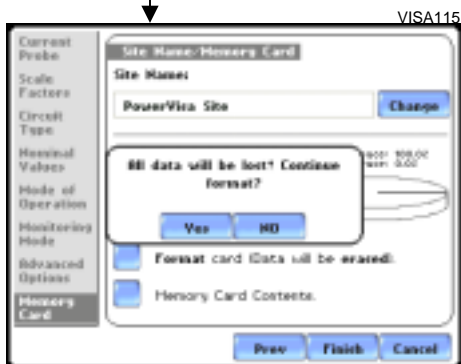 VISA115
Current
Probe
Scale
Factors
Circuit
Type
Nominal
Values
Mode of
Operation
Monitoring
Mode
Advanced
Options
Memory
Card
Site Name/Memory Card
Site Name:
PowerVisa Site
Change
All data will be lost! Continue
format?
Yes
NO
Format card (Data will be erased).
Memory Card Contents.
Prev
Finish
Cancel